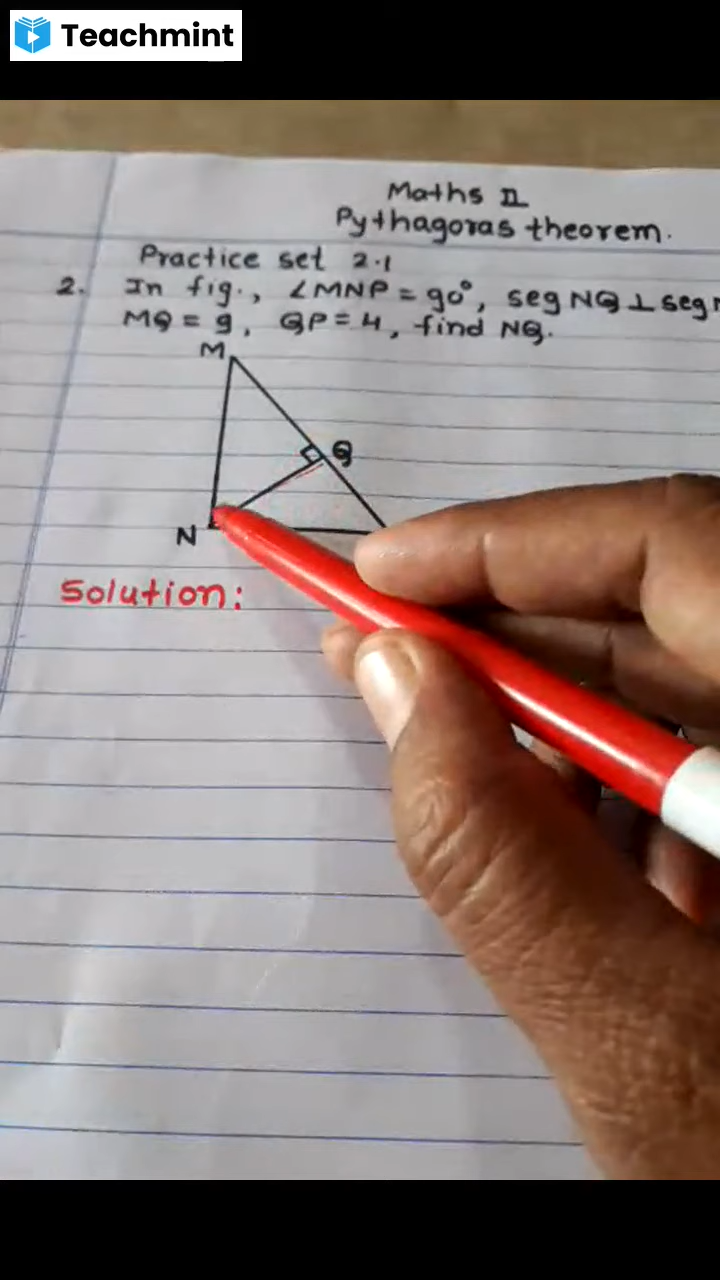 Teachmint
Maths II
Pythagoras theorem.
Practice set 2.1
2. In fig., ∠MNP = 90°, seg NQ ⊥ seg
MQ = 9, QP = 4, find NQ.
M
Q
N
Solution: